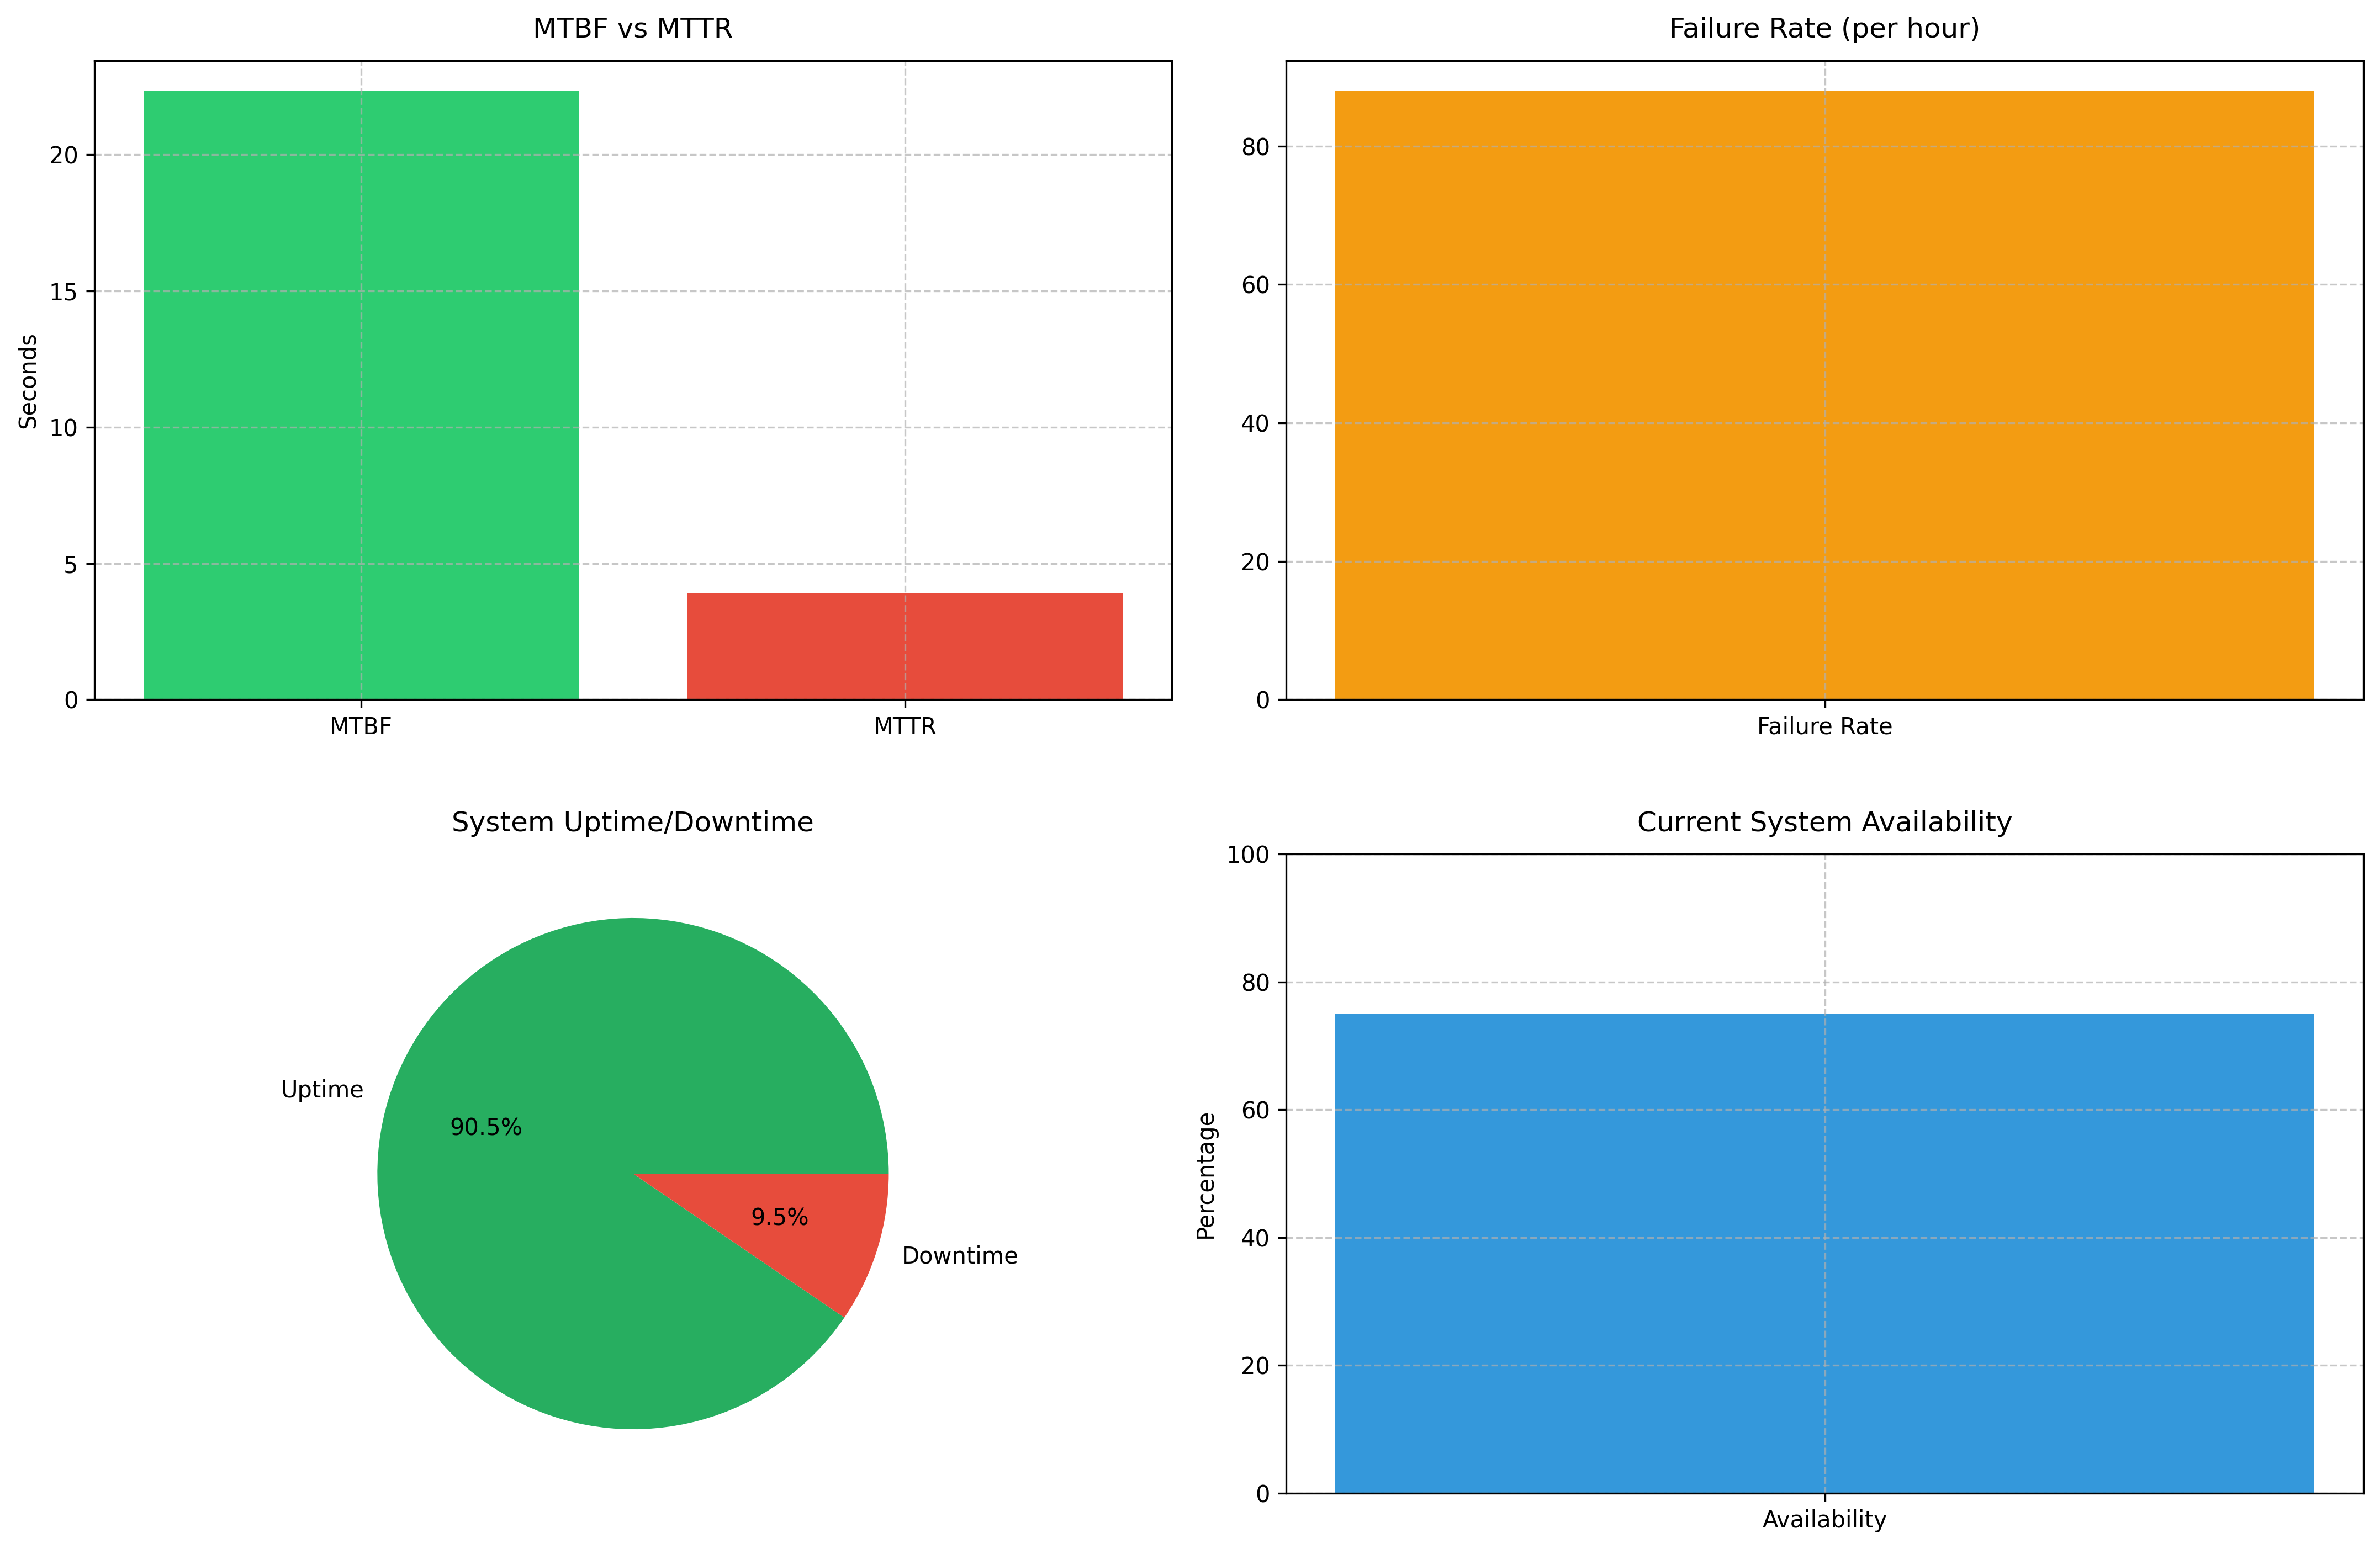 MTBF vs MTTR
Seconds
20
15
10
5
0
MTBF
MTTR
Failure Rate (per hour)
80
60
40
20
0
Failure Rate
System Uptime/Downtime
Uptime
90.5%
9.5%
Downtime
Current System Availability
Percentage
100
80
60
40
20
0
Availability